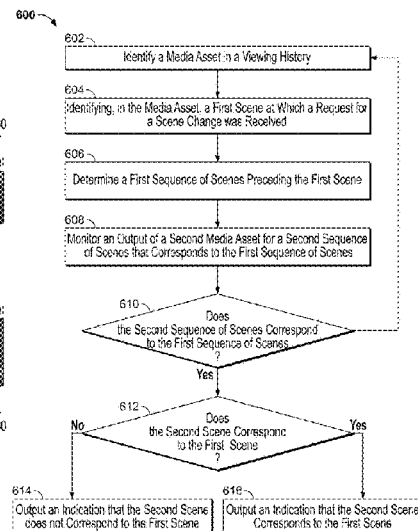 600
602
Identify a Media Asset in a Viewing History
604
Identifying, in the Media Asset, a First Scene at Which a Request for
a Scene Change was Received
606
Determine a First Sequence of Scenes Preceding the First Scene
608
Monitor an Output of a Second Media Asset for a Second Sequence
of Scenes that Corresponds to the First Sequence of Scenes
610
Does
the Second Sequence of Scenes Correspond
to the First Sequence of Scenes
?
Yes
612
No
Does
Yes
the Second Scene Correspond
to the First Scene
?
614
616
Output an Indication that the Second Scene
does not Correspond to the First Scene
Output an Indication that the Second Scene
Corresponds to the First Scene